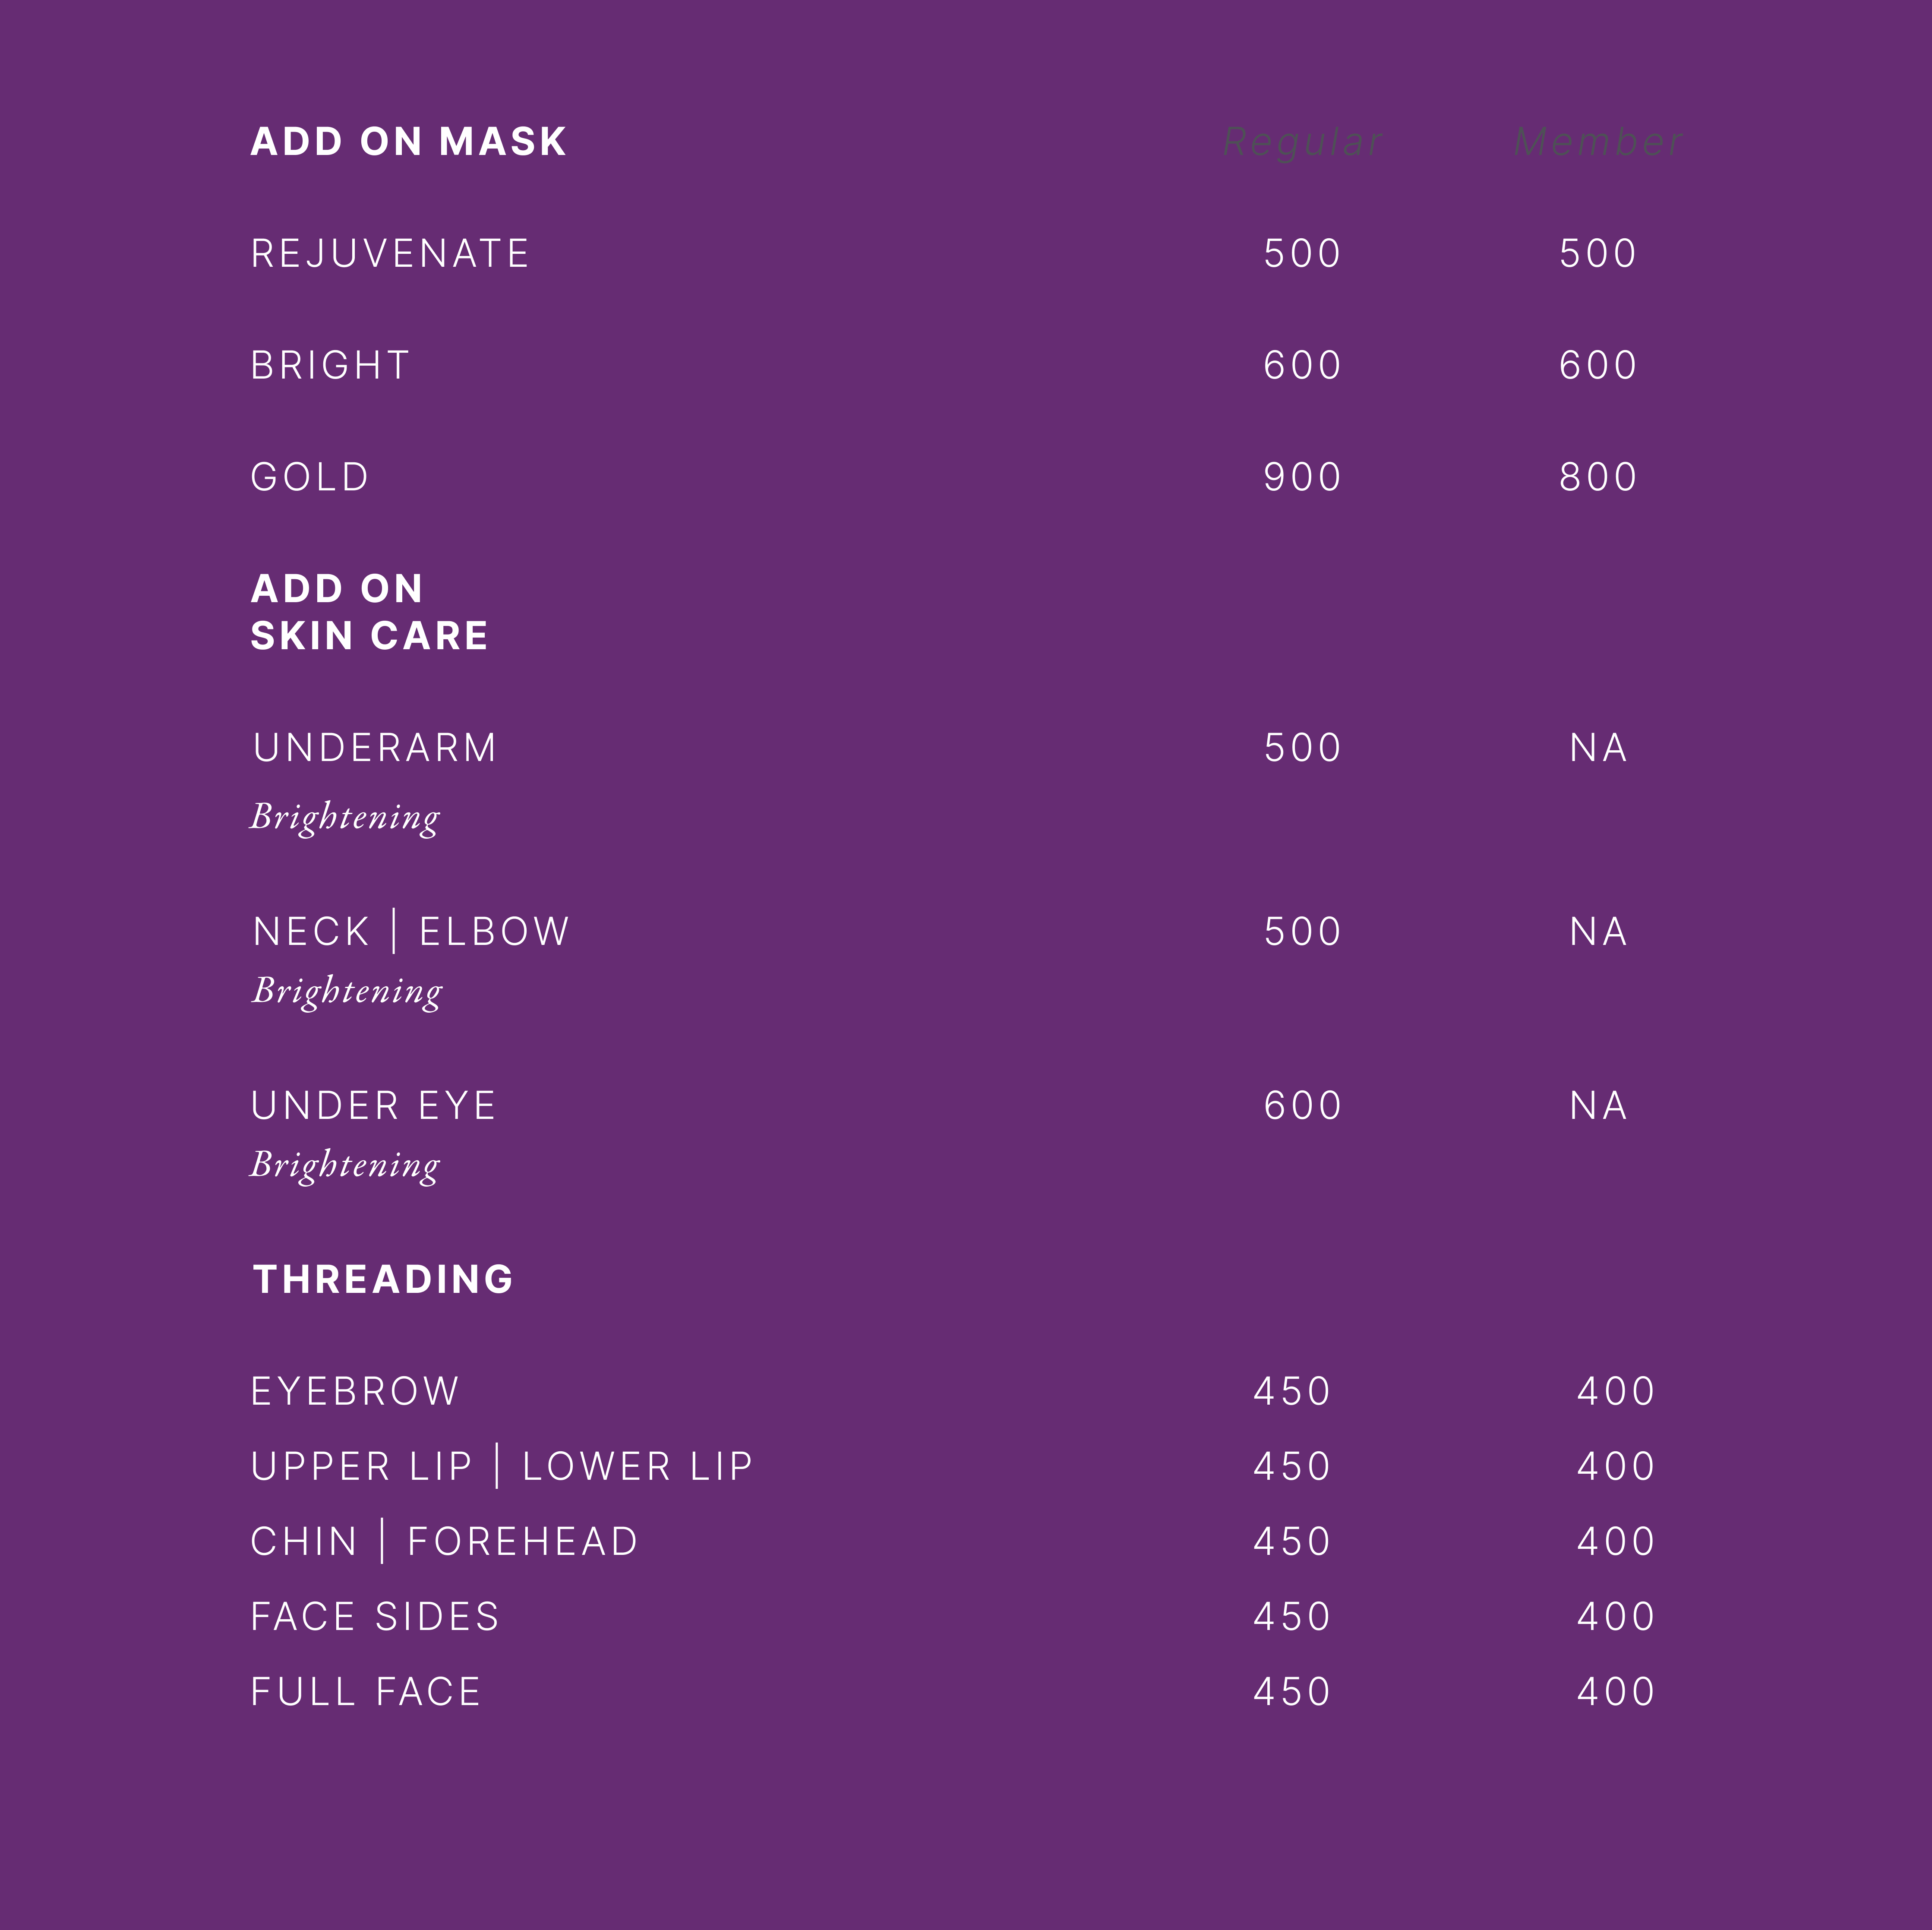 ADD ON MASK Regular Member
REJUVENATE 500 500
BRIGHT 600 600
GOLD 900 800
ADD ON
SKIN CARE
UNDERARM 500 NA
Brightening
NECK | ELBOW 500 NA
Brightening
UNDER EYE 600 NA
Brightening
THREADING
EYEBROW 450 400
UPPER LIP | LOWER LIP 450 400
CHIN | FOREHEAD 450 400
FACE SIDES 450 400
FULL FACE 450 400